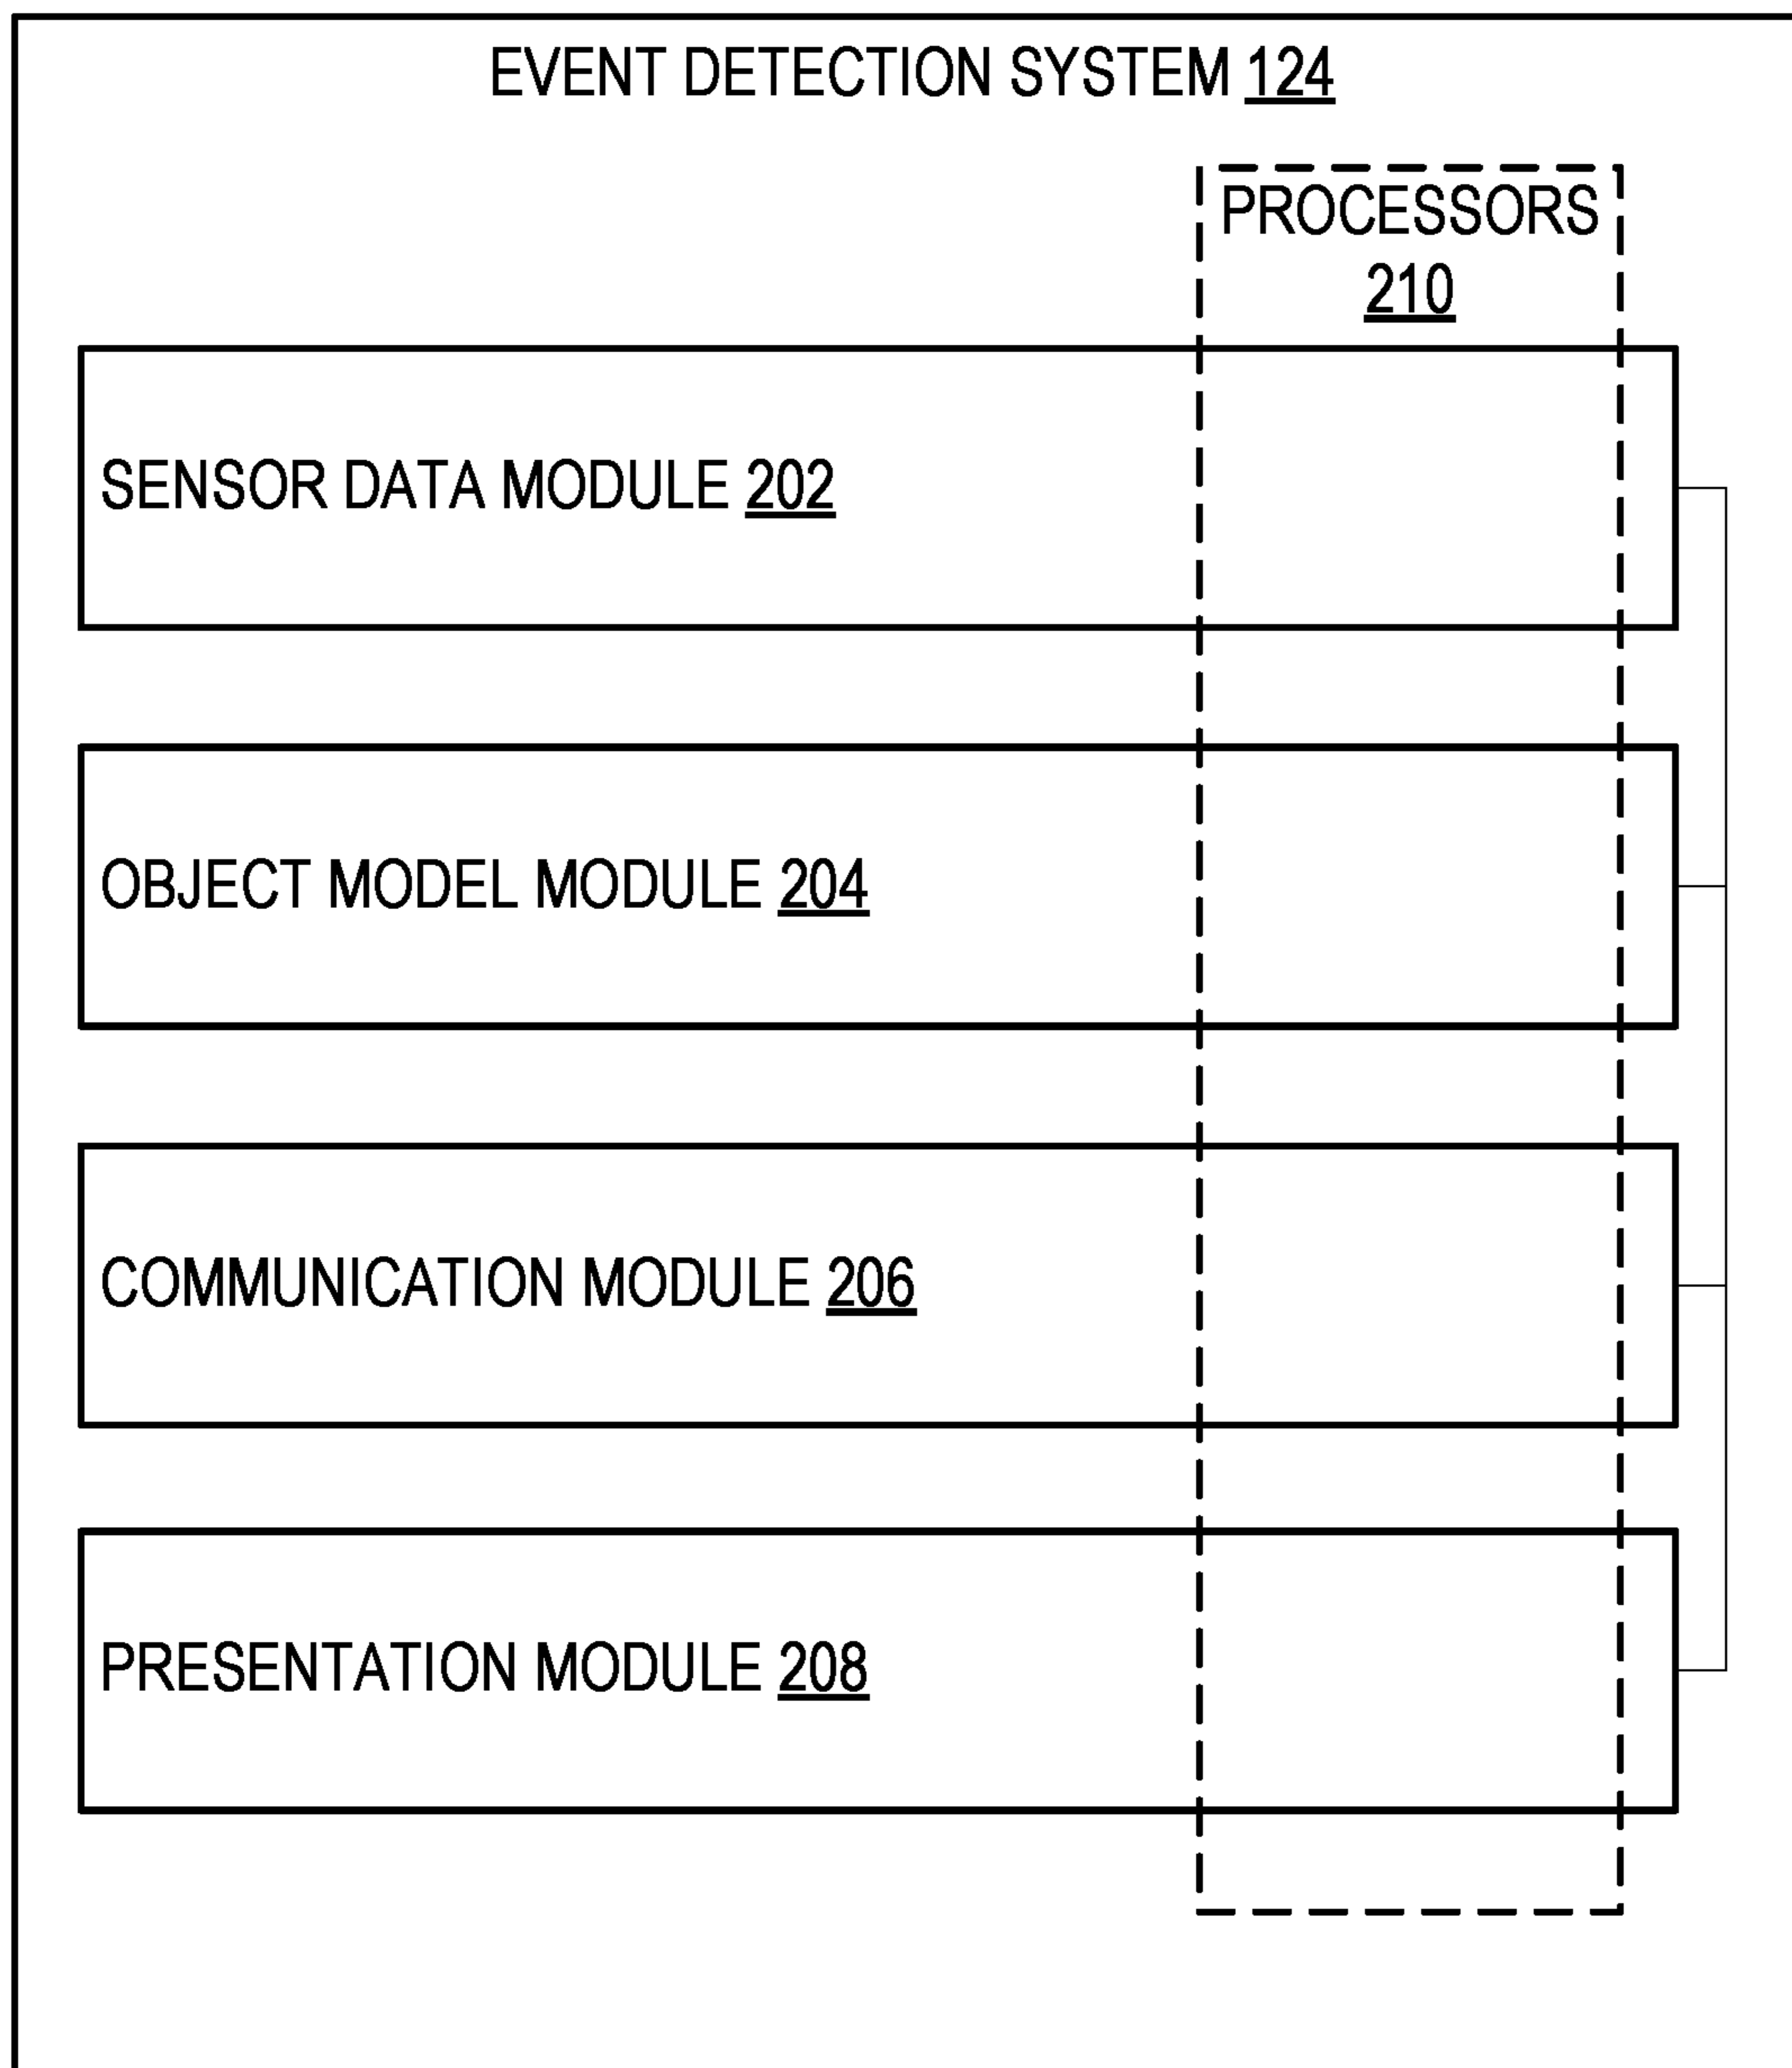 EVENT DETECTION SYSTEM 124
PROCESSORS
210
SENSOR DATA MODULE 202
OBJECT MODEL MODULE 204
COMMUNICATION MODULE 206
PRESENTATION MODULE 208